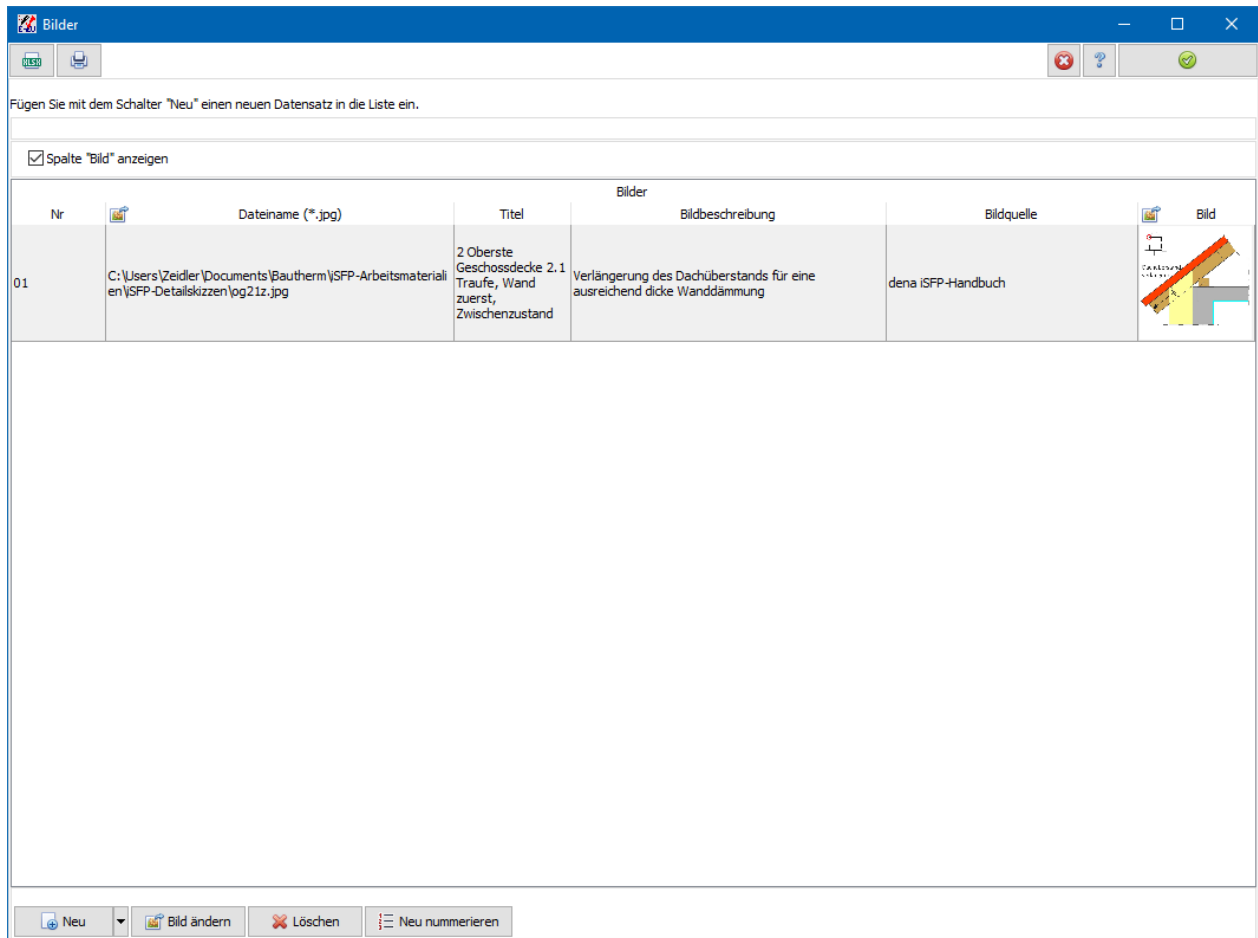 Bilder
XLSX
Fügen Sie mit dem Schalter "Neu" einen neuen Datensatz in die Liste ein.
Spalte "Bild" anzeigen
Bilder
Nr Dateiname (*.jpg) Titel Bildbeschreibung Bildquelle Bild
01
C:\Users\Zeidler\Documents\Bautherm\iSFP-Arbeitsmateriali
en\iSFP-Detailskizzen\og21z.jpg
2 Oberste
Geschossdecke 2.1
Traufe, Wand
zuerst,
Zwischenzustand
Verlängerung des Dachüberstands für eine
ausreichend dicke Wanddämmung
dena iSFP-Handbuch
Neu Bild ändern Löschen Neu nummerieren